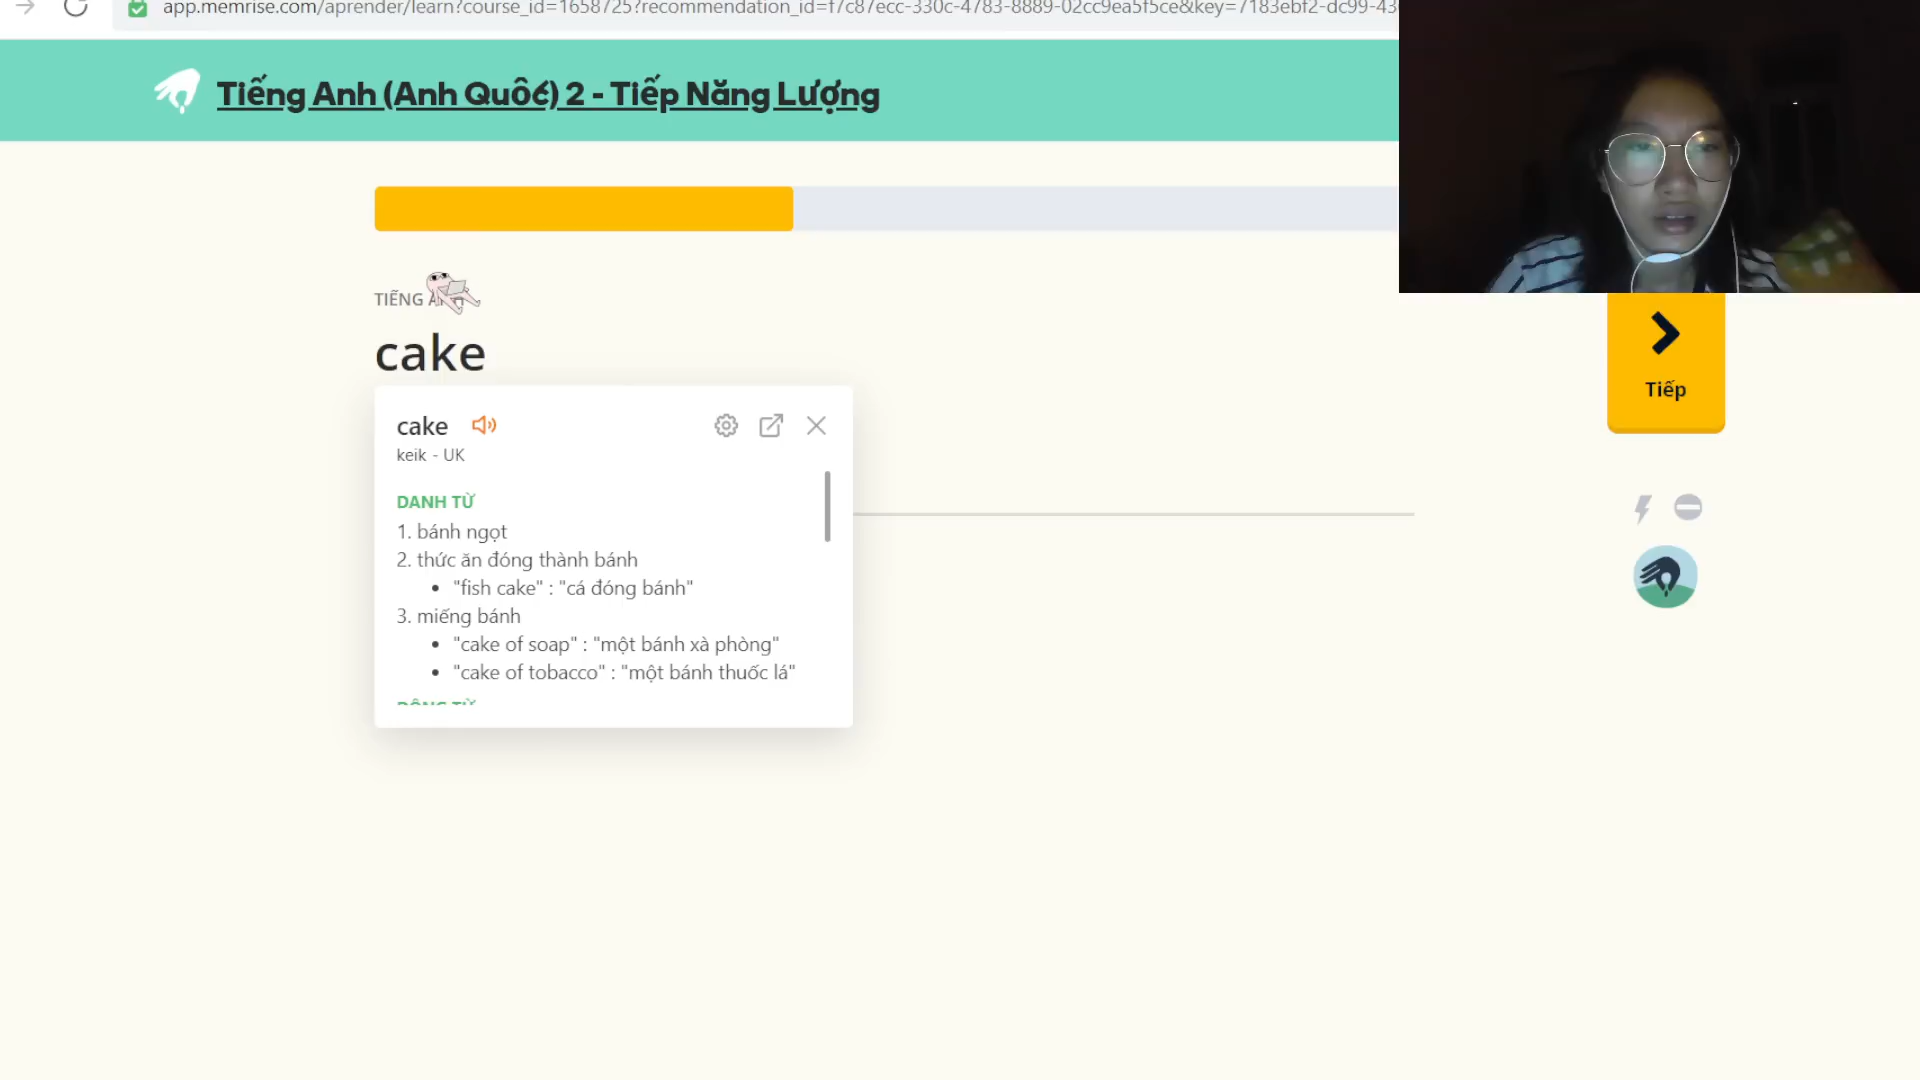 app.memrise.com/aprender/learn?course_id=1658725?recommendation_id=f7c87ecc-330c-4783-8889-02cc9ea5f5ce&key=7183ebf2-dc99-43
Tiếng Anh (Anh Quốc) 2 - Tiếp Năng Lượng
TIẾNG
cake
cake
keik - UK
DANH TỪ
1. bánh ngọt
2. thức ăn đóng thành bánh
• "fish cake" : "cá đóng bánh"
3. miếng bánh
• "cake of soap" : "một bánh xà phòng"
• "cake of tobacco" : "một bánh thuốc lá"
ĐỘNG TỪ
Tiếp